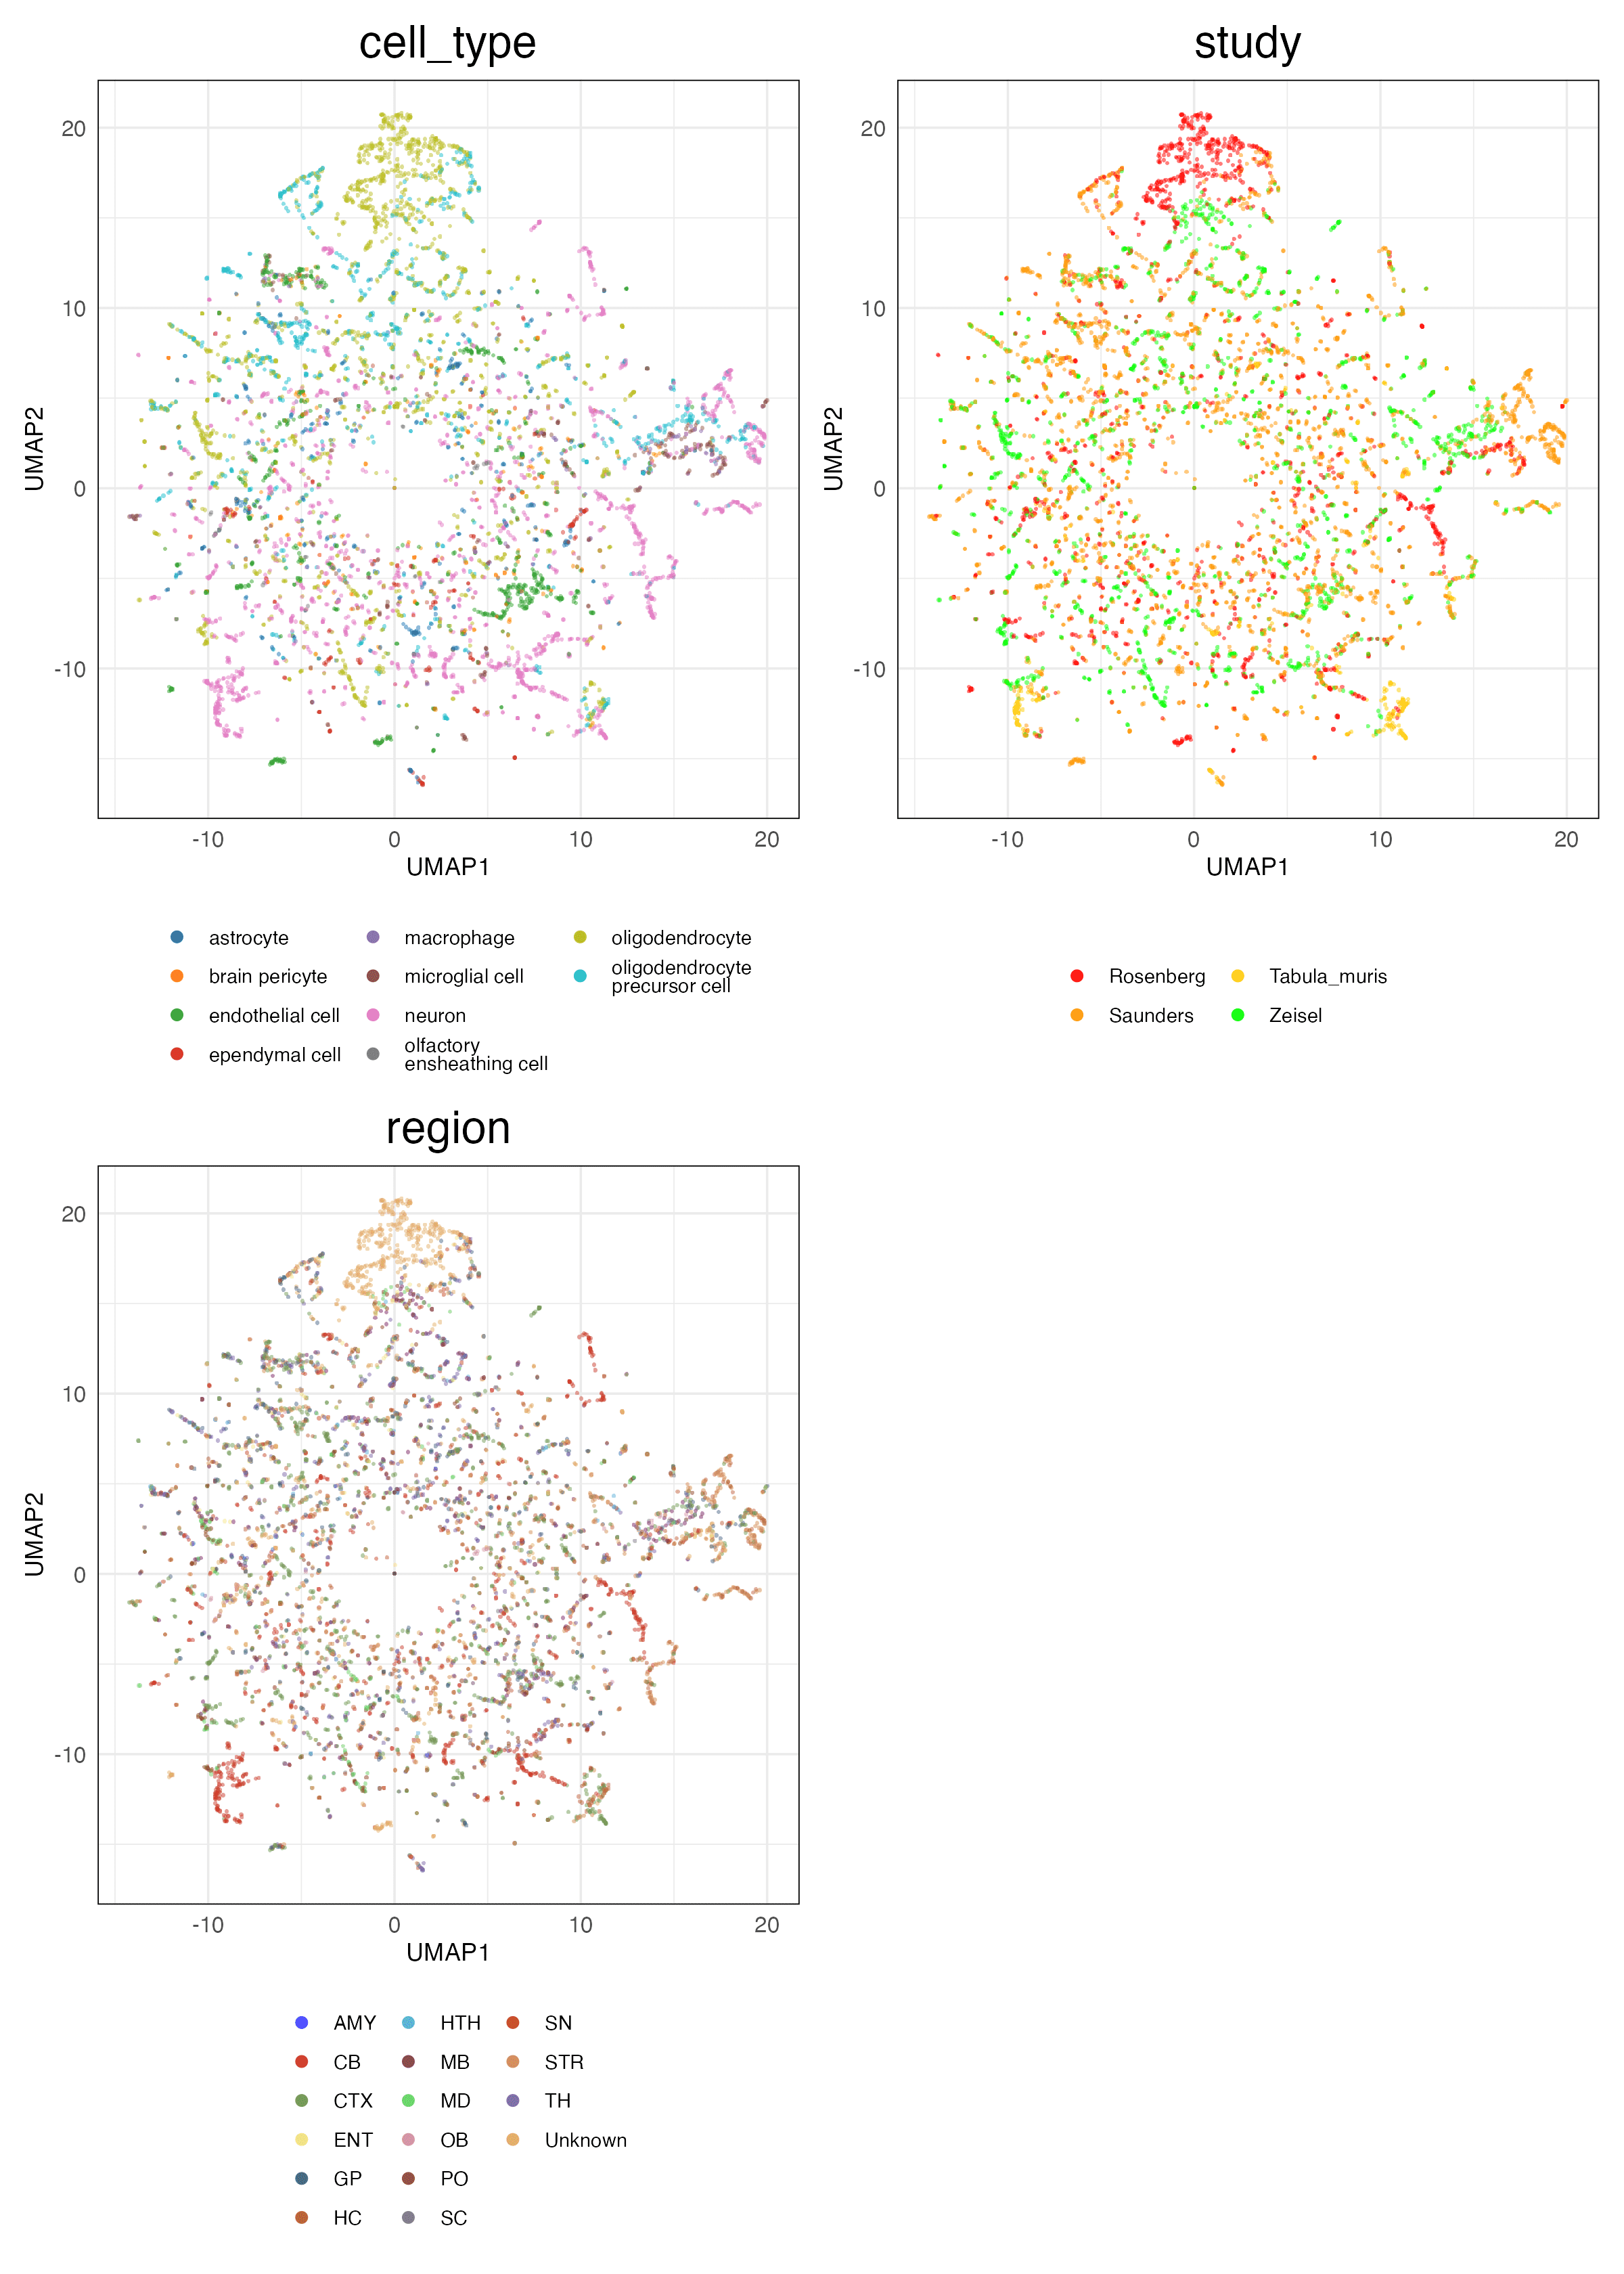 cell_type
study
UMAP2
20
10
0
-10
-10
0
10
20
UMAP1
UMAP2
20
10
0
-10
-10
0
10
20
UMAP1
astrocyte
brain pericyte
endothelial cell
ependymal cell
macrophage
microglial cell
neuron
olfactory
ensheathing cell
oligodendrocyte
oligodendrocyte
precursor cell
Rosenberg
Saunders
Tabula_muris
Zeisel
region
UMAP2
20
10
0
-10
-10
0
10
20
UMAP1
AMY
CB
CTX
ENT
GP
HC
HTH
MB
MD
OB
PO
SC
SN
STR
TH
Unknown